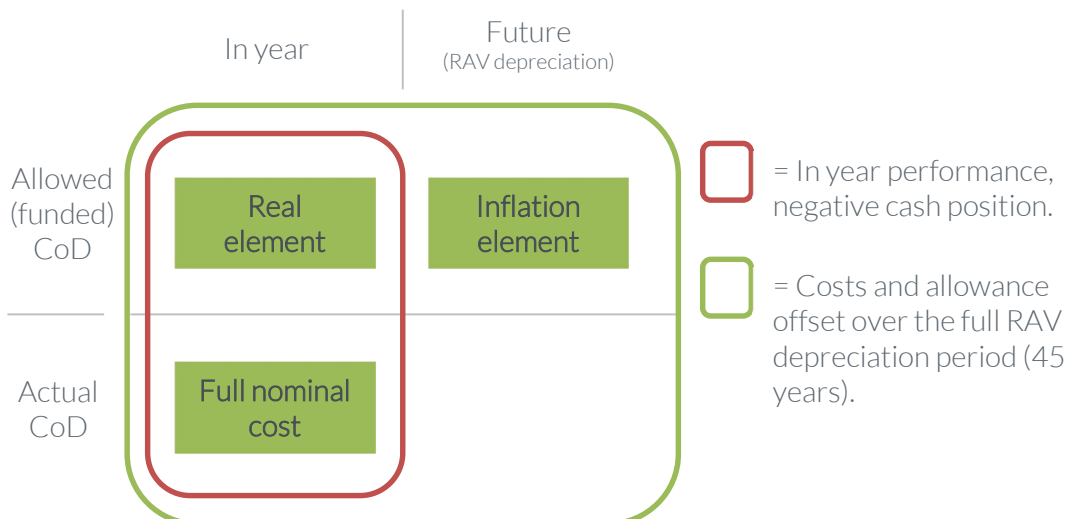 In year
Future
(RAV depreciation)
Allowed
(funded)
CoD
Real
element
Inflation
element
= In year performance,
negative cash position.
= Costs and allowance
offset over the full RAV
depreciation period (45
years).
Actual
CoD
Full nominal
cost